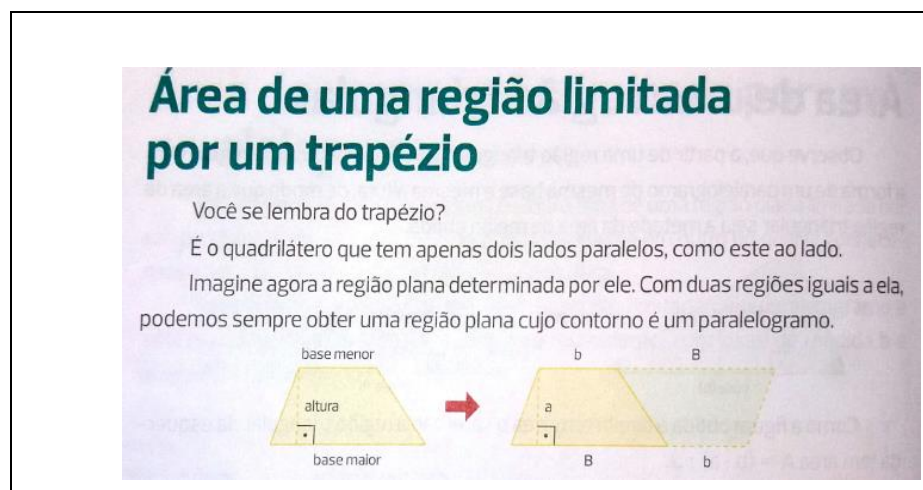 Área de uma região limitada
por um trapézio
Você se lembra do trapézio?
É o quadrilátero que tem apenas dois lados paralelos, como este ao lado.
Imagine agora a região plana determinada por ele. Com duas regiões iguais a ela,
podemos sempre obter uma região plana cujo contorno é um paralelogramo.
base menor
altura
base maior
b B
a
B b